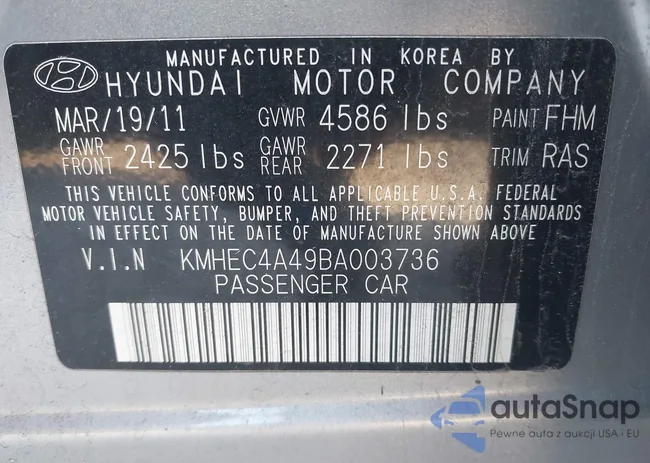 MANUFACTURED IN KOREA BY
HYUNDAI MOTOR COMPANY
MAR/19/11 GVWR 4586 lbs PAINT FHM
GAWR FRONT 2425 lbs GAWR REAR 2271 lbs TRIM RAS
THIS VEHICLE CONFORMS TO ALL APPLICABLE U.S.A. FEDERAL
MOTOR VEHICLE SAFETY, BUMPER, AND THEFT PREVENTION STANDARDS
IN EFFECT ON THE DATE OF MANUFACTURE SHOWN ABOVE
V.I.N KMHEC4A49BA003736
PASSENGER CAR
autaSnap
Pewne auta z aukcji USA i EU